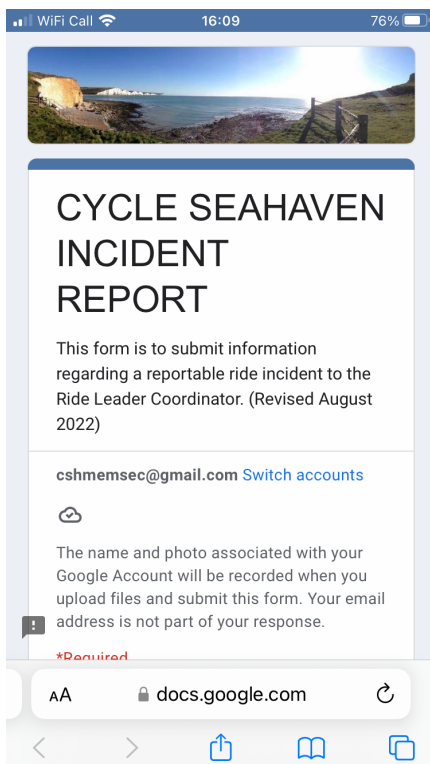 WiFi Call 16:09 76%
CYCLE SEAHAVEN
INCIDENT
REPORT
This form is to submit information
regarding a reportable ride incident to the
Ride Leader Coordinator. (Revised August
2022)
cshmemsec@gmail.com Switch accounts
The name and photo associated with your
Google Account will be recorded when you
upload files and submit this form. Your email
address is not part of your response.
*Required
AA docs.google.com